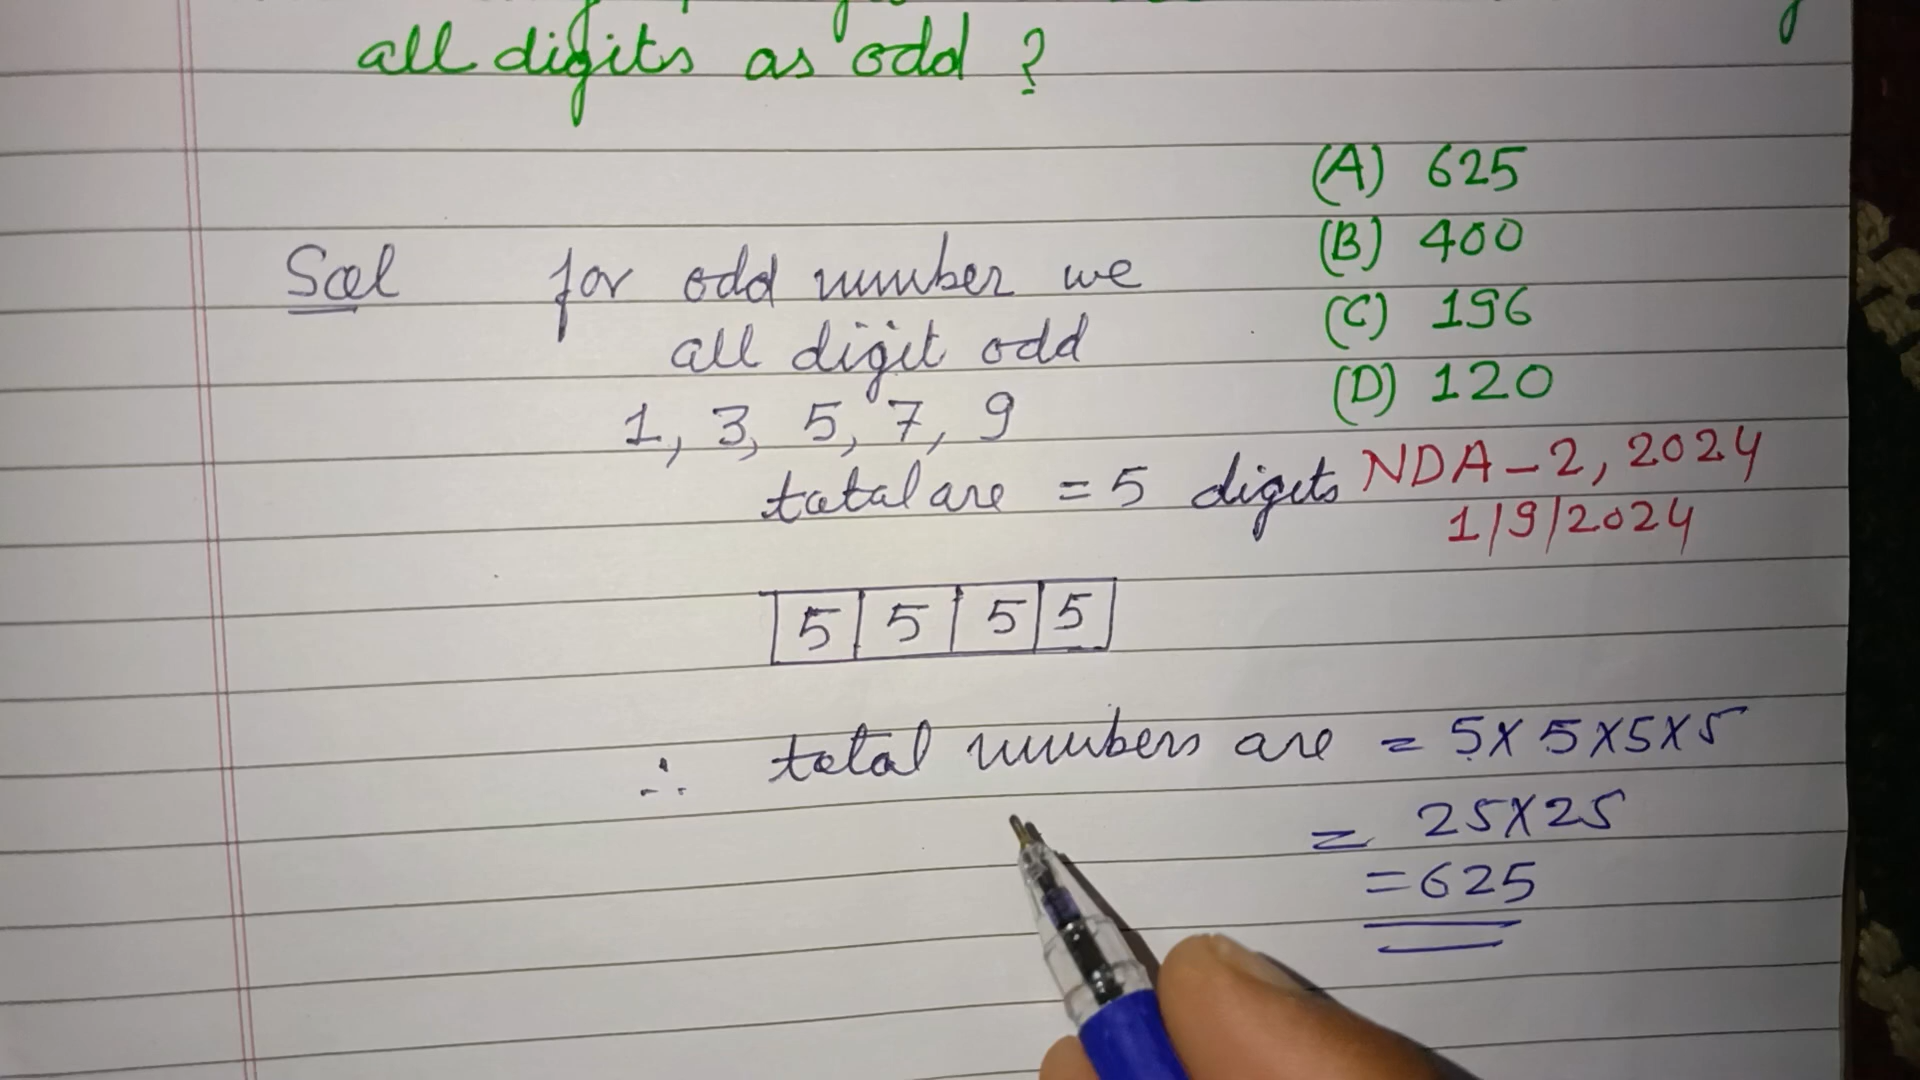 all digits as odd ?
(A) 625
(B) 400
(C) 196
(D) 120
Sol for odd number we
all digit odd
1, 3, 5, 7, 9
total are = 5 digits
NDA-2, 2024
1/9/2024
5 5 5 5
∴ total numbers are = 5×5×5×5
= 25×25
= 625